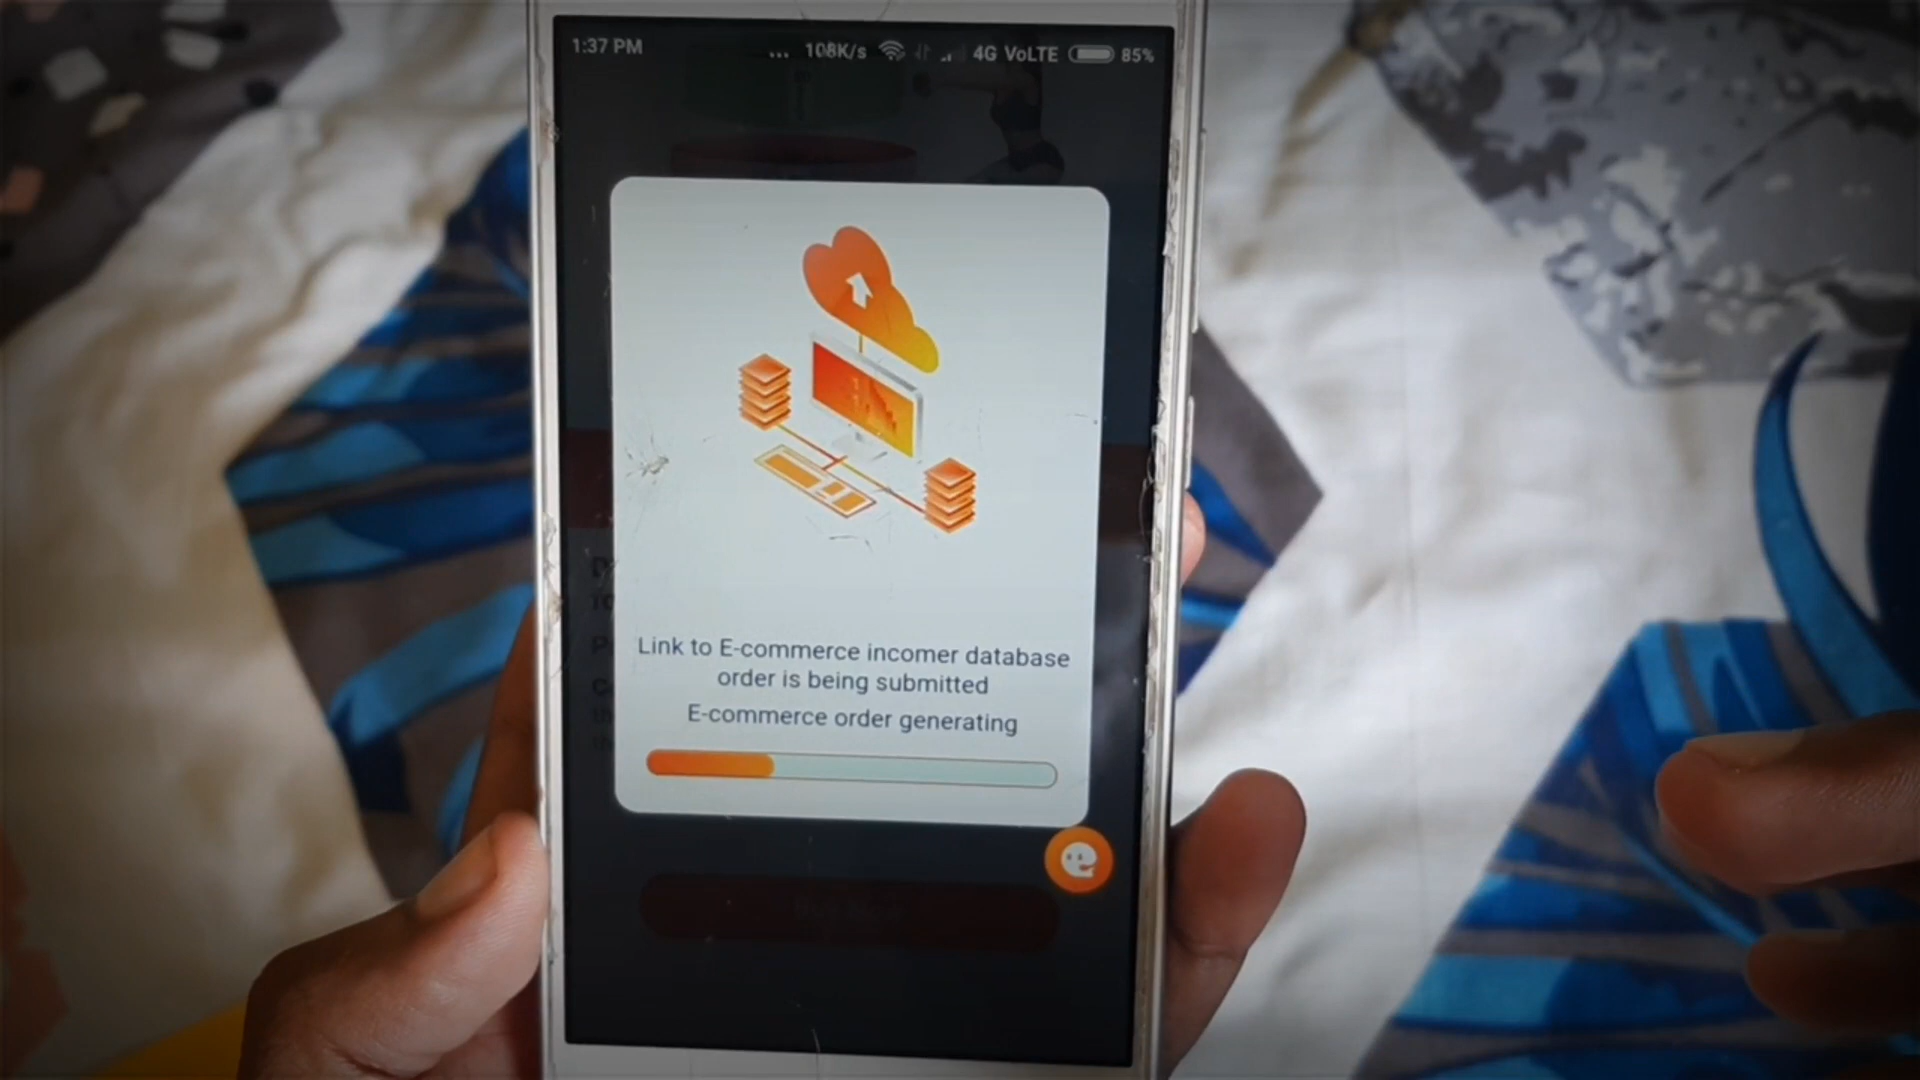 1:37 PM ... 108K/s 4G VoLTE 85%
Link to E-commerce incomer database
order is being submitted
E-commerce order generating